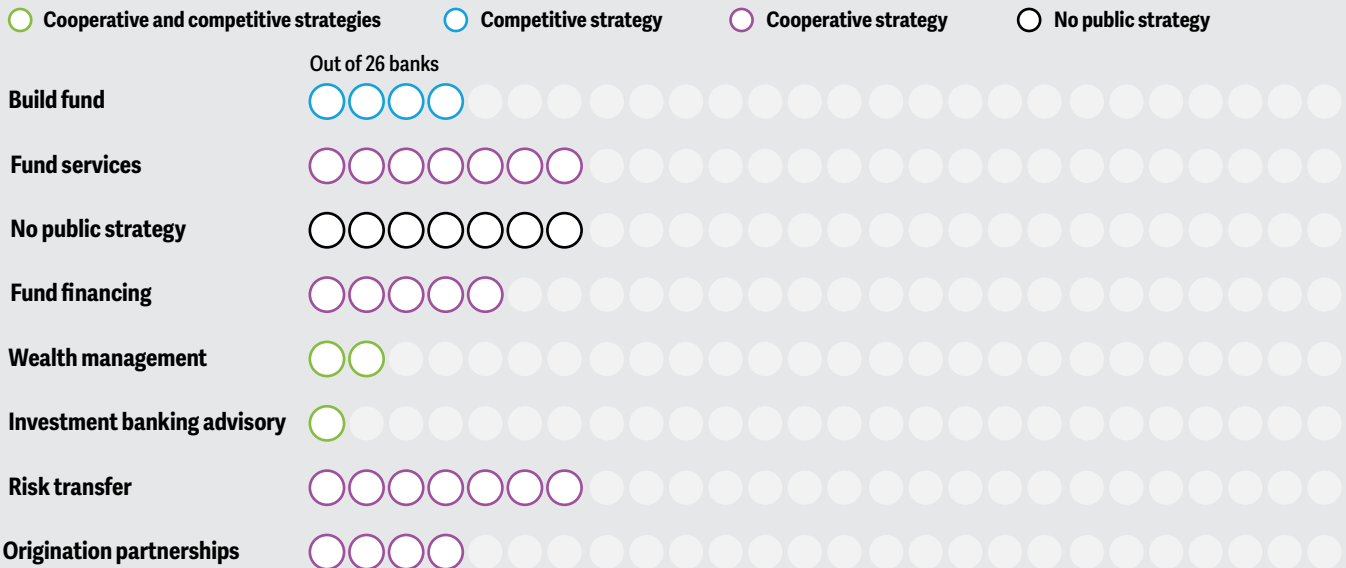 Cooperative and competitive strategies Competitive strategy Cooperative strategy No public strategy
Out of 26 banks
Build fund
Fund services
No public strategy
Fund financing
Wealth management
Investment banking advisory
Risk transfer
Origination partnerships